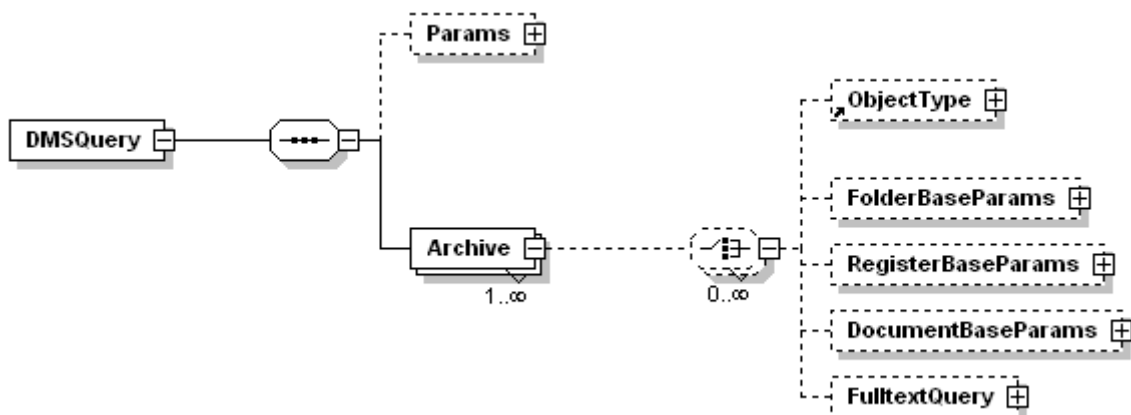 Params
ObjectType
DMSQuery
FolderBaseParams
Archive
RegisterBaseParams
1..∞
0..∞
DocumentBaseParams
FulltextQuery